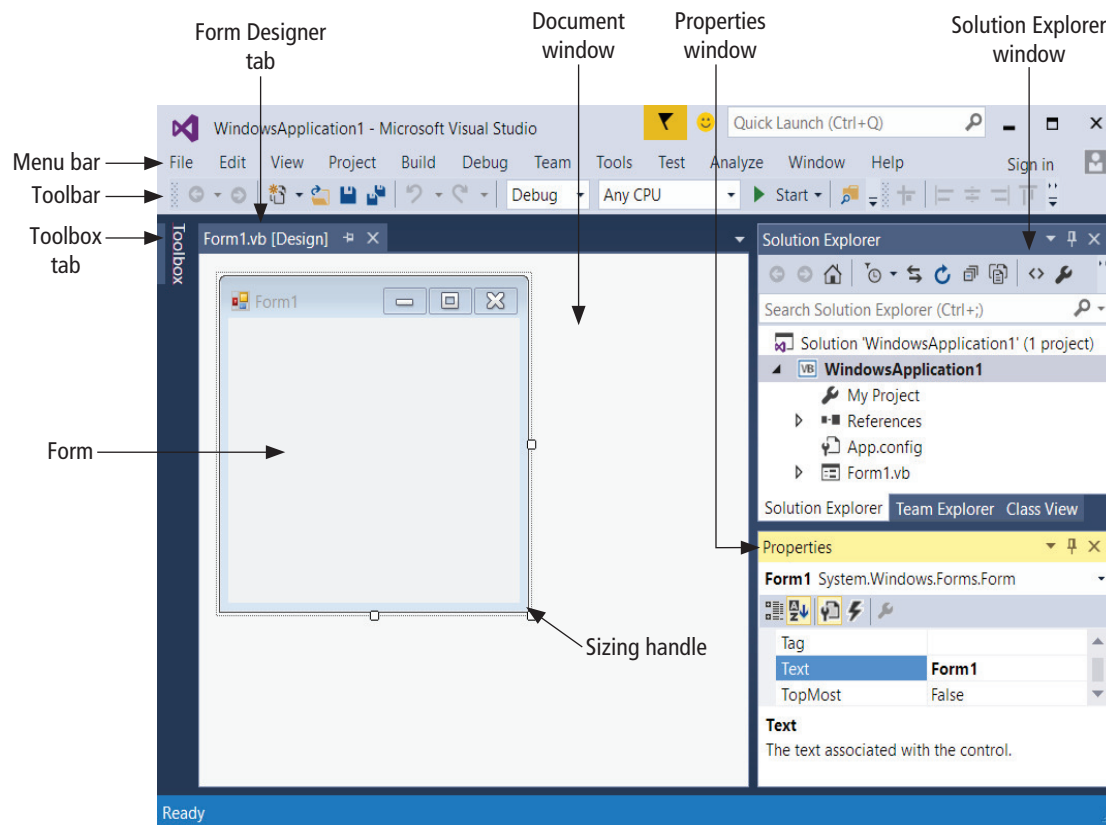 Form Designer
tab
Document
window
Properties
window
Solution Explorer
window
WindowsApplication1 - Microsoft Visual Studio
Quick Launch (Ctrl+Q)
Menu bar
File Edit View Project Build Debug Team Tools Test Analyze Window Help Sign in
Toolbar
Debug Any CPU Start
Toolbox
tab
Toolbox
Form1.vb [Design]
Form1
Form
Sizing handle
Solution Explorer
Search Solution Explorer (Ctrl+;)
Solution 'WindowsApplication1' (1 project)
VB WindowsApplication1
My Project
References
App.config
Form1.vb
Solution Explorer Team Explorer Class View
Properties
Form1 System.Windows.Forms.Form
Tag
Text Form1
TopMost False
Text
The text associated with the control.
Ready